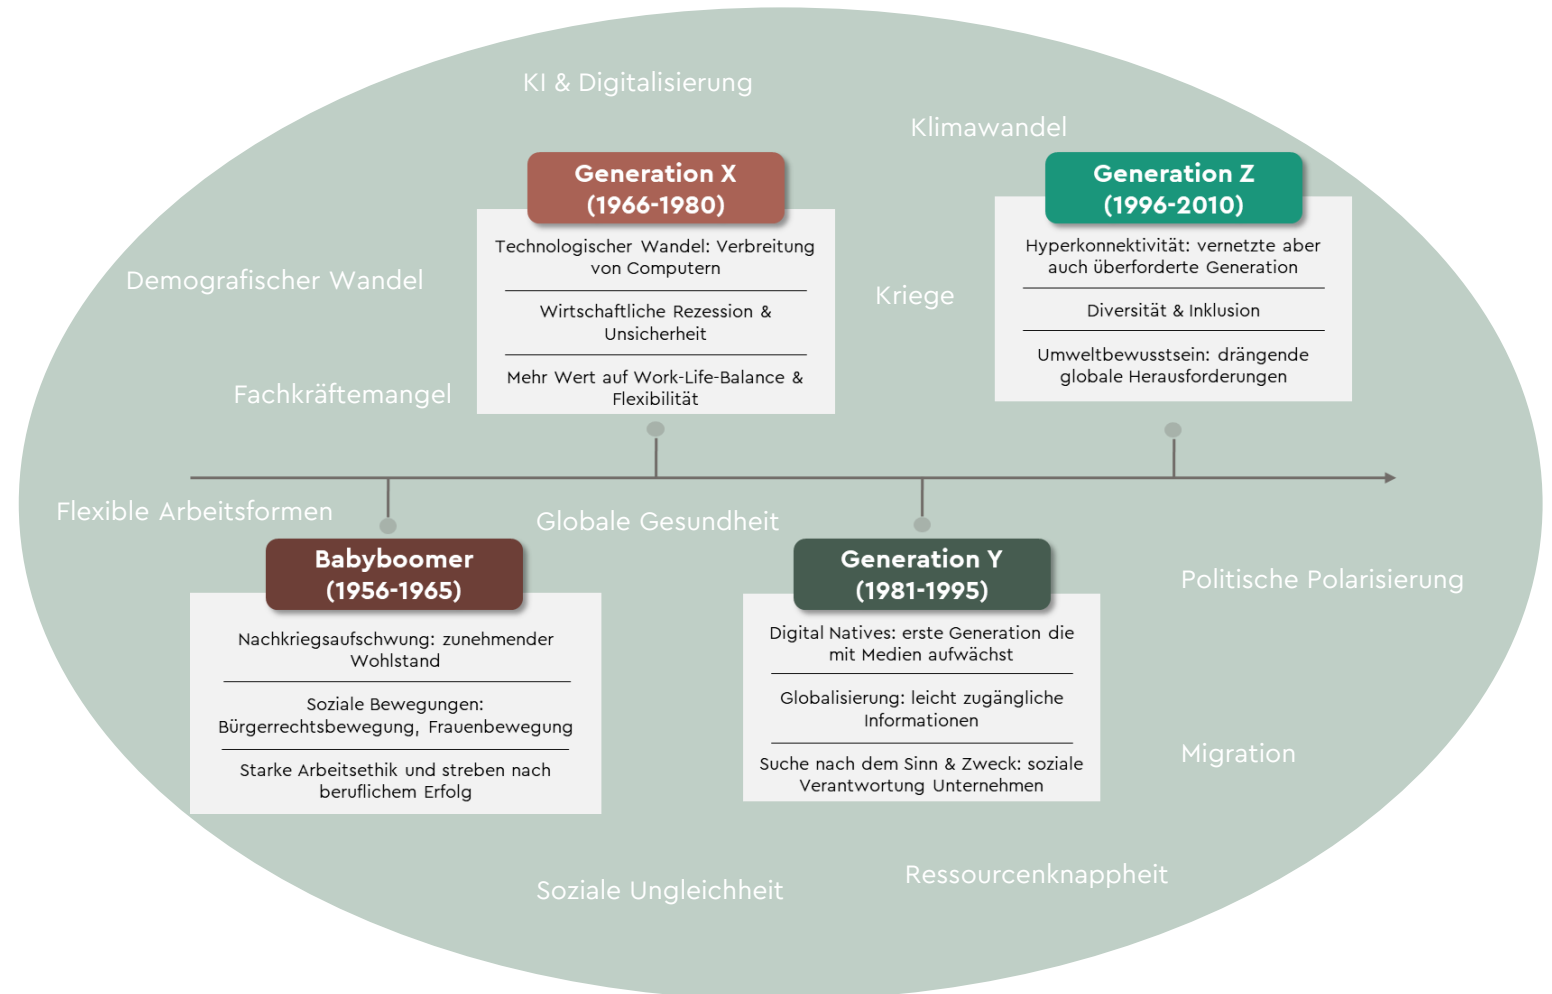 KI & Digitalisierung
Klimawandel
Generation X
(1966-1980)
Technologischer Wandel: Verbreitung
von Computern
Wirtschaftliche Rezession &
Unsicherheit
Mehr Wert auf Work-Life-Balance &
Flexibilität
Generation Z
(1996-2010)
Hyperkonnektivität: vernetzte aber
auch überforderte Generation
Diversität & Inklusion
Umweltbewusstsein: drängende
globale Herausforderungen
Demografischer Wandel
Kriege
Fachkräftemangel
Flexible Arbeitsformen
Globale Gesundheit
Babyboomer
(1956-1965)
Nachkriegsaufschwung: zunehmender
Wohlstand
Soziale Bewegungen:
Bürgerrechtsbewegung, Frauenbewegung
Starke Arbeitsethik und streben nach
beruflichem Erfolg
Generation Y
(1981-1995)
Digital Natives: erste Generation die
mit Medien aufwächst
Globalisierung: leicht zugängliche
Informationen
Suche nach dem Sinn & Zweck: soziale
Verantwortung Unternehmen
Politische Polarisierung
Migration
Ressourcenknappheit
Soziale Ungleichheit